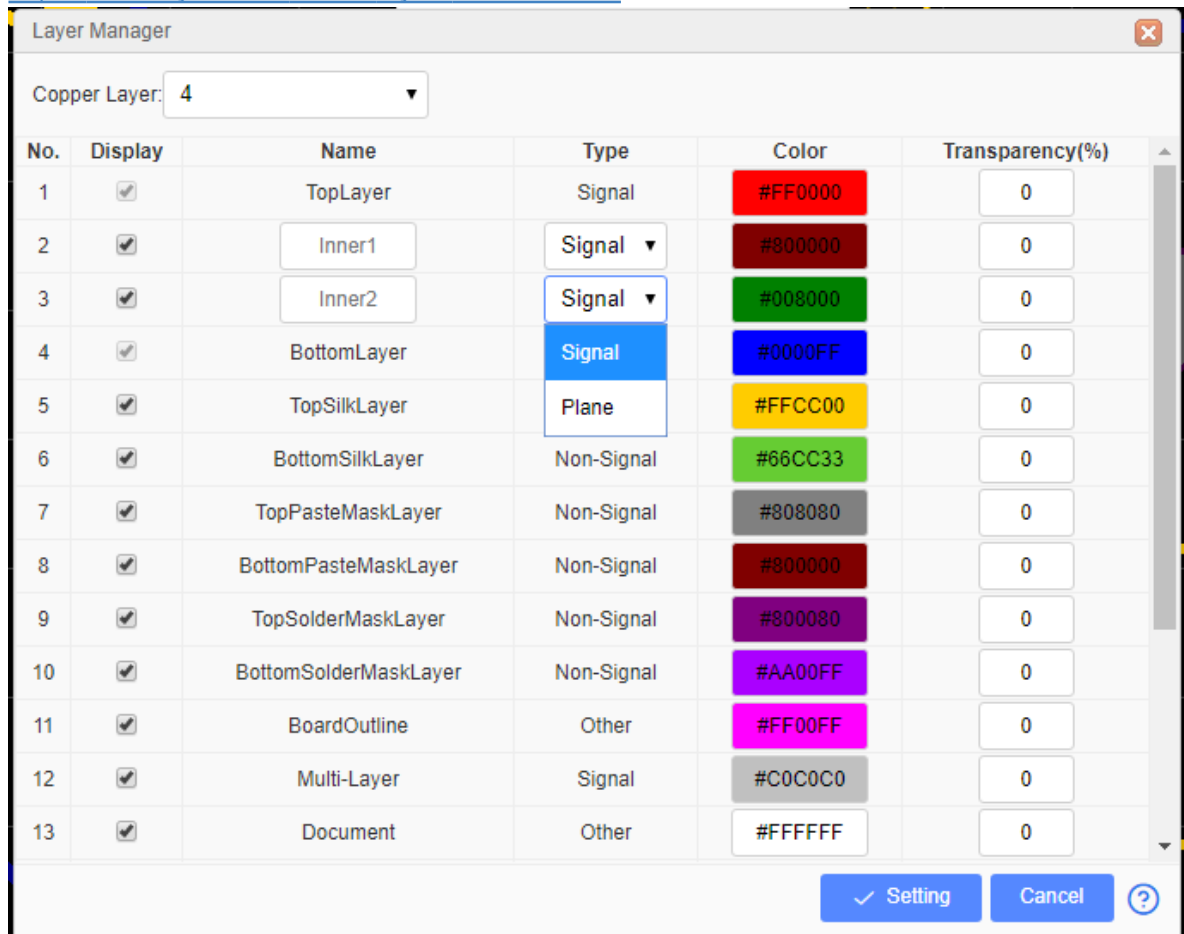 Layer Manager
Copper Layer: 4
No. Display Name Type Color Transparency(%)
1 TopLayer Signal #FF0000 0
2 Inner1 Signal #800000 0
3 Inner2 Signal #008000 0
4 BottomLayer Signal #0000FF 0
5 TopSilkLayer Plane #FFCC00 0
6 BottomSilkLayer Non-Signal #66CC33 0
7 TopPasteMaskLayer Non-Signal #808080 0
8 BottomPasteMaskLayer Non-Signal #800000 0
9 TopSolderMaskLayer Non-Signal #800080 0
10 BottomSolderMaskLayer Non-Signal #AA00FF 0
11 BoardOutline Other #FF00FF 0
12 Multi-Layer Signal #C0C0C0 0
13 Document Other #FFFFFF 0
Setting Cancel ?